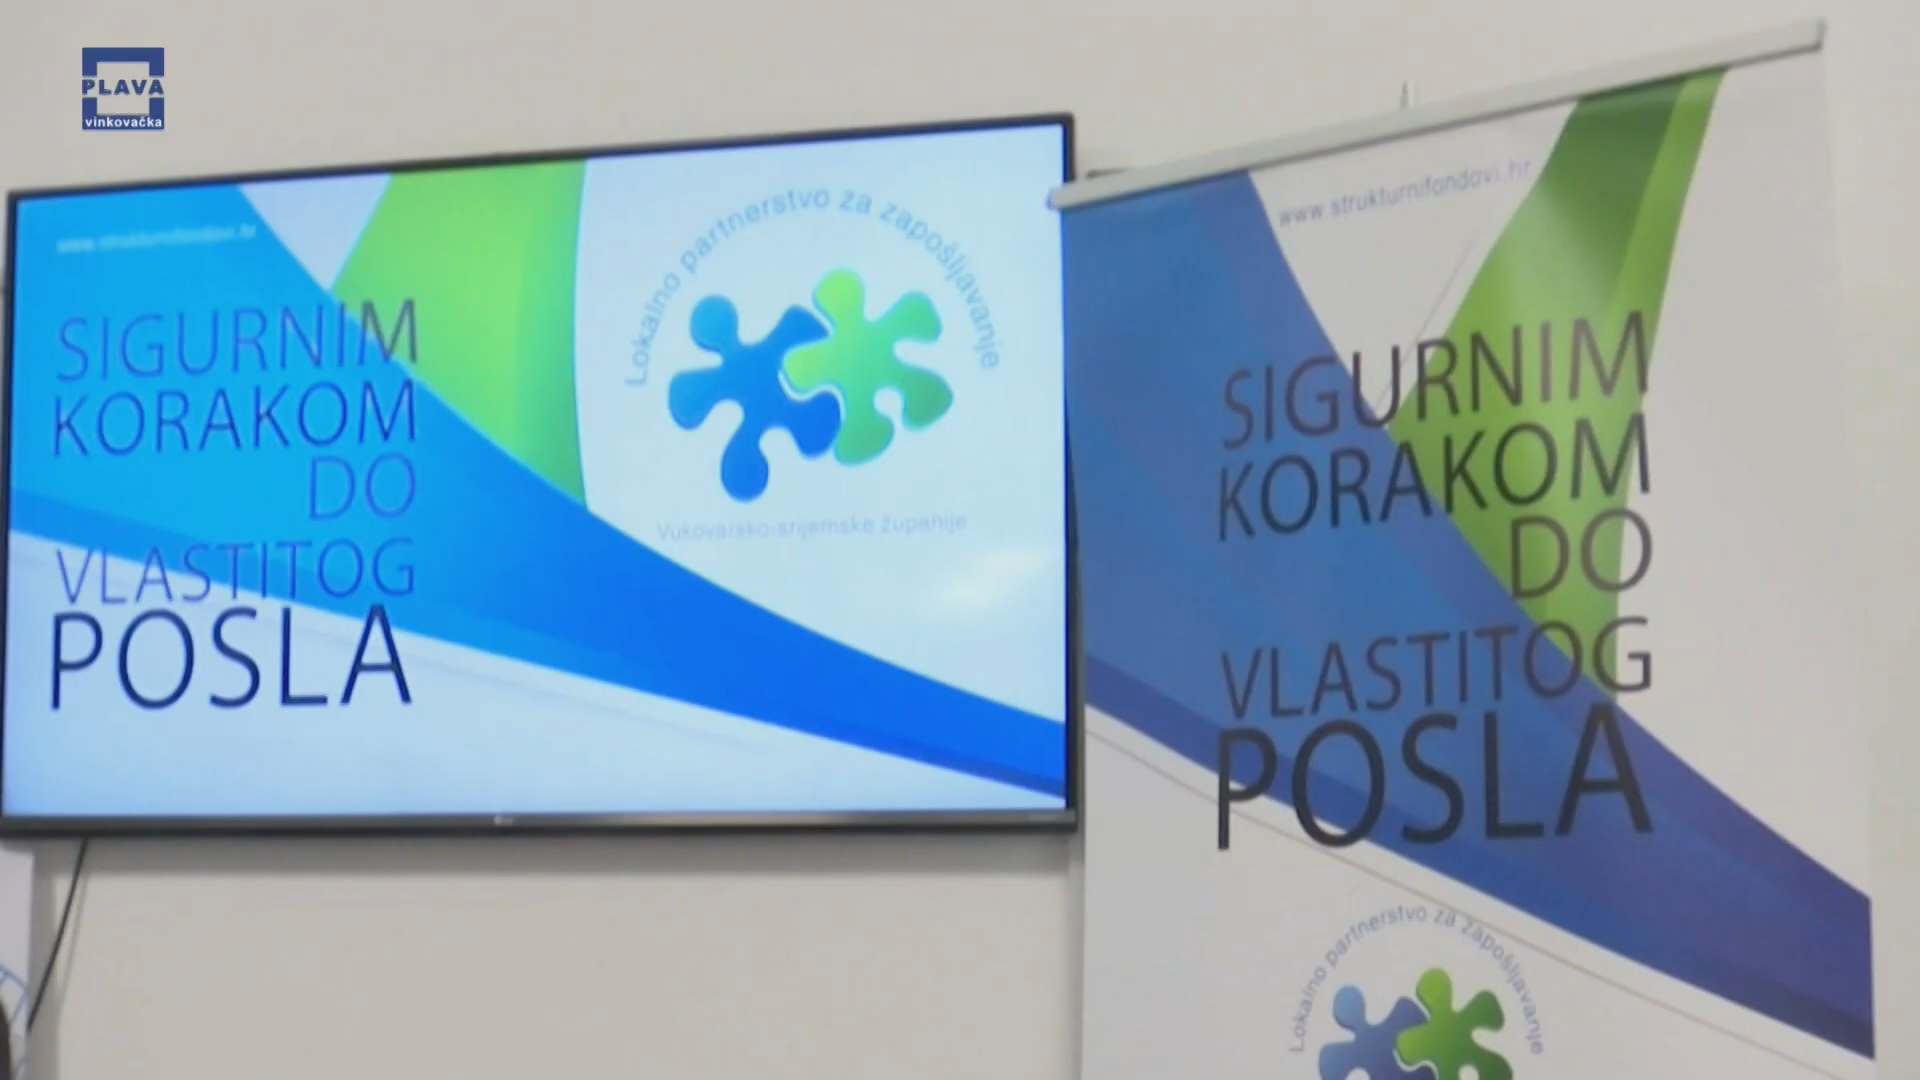 PLAVA
vinkovačka
www.strukturnifondovi.hr
SIGURNIM
KORAKOM
DO
VLASTITOG
POSLA
Lokalno partnerstvo za zapošljavanje
Vukovarsko-srijemske županije
www.strukturnifondovi.hr
SIGURNIM
KORAKOM
DO
VLASTITOG
POSLA
Lokalno partnerstvo za zapošljavanje